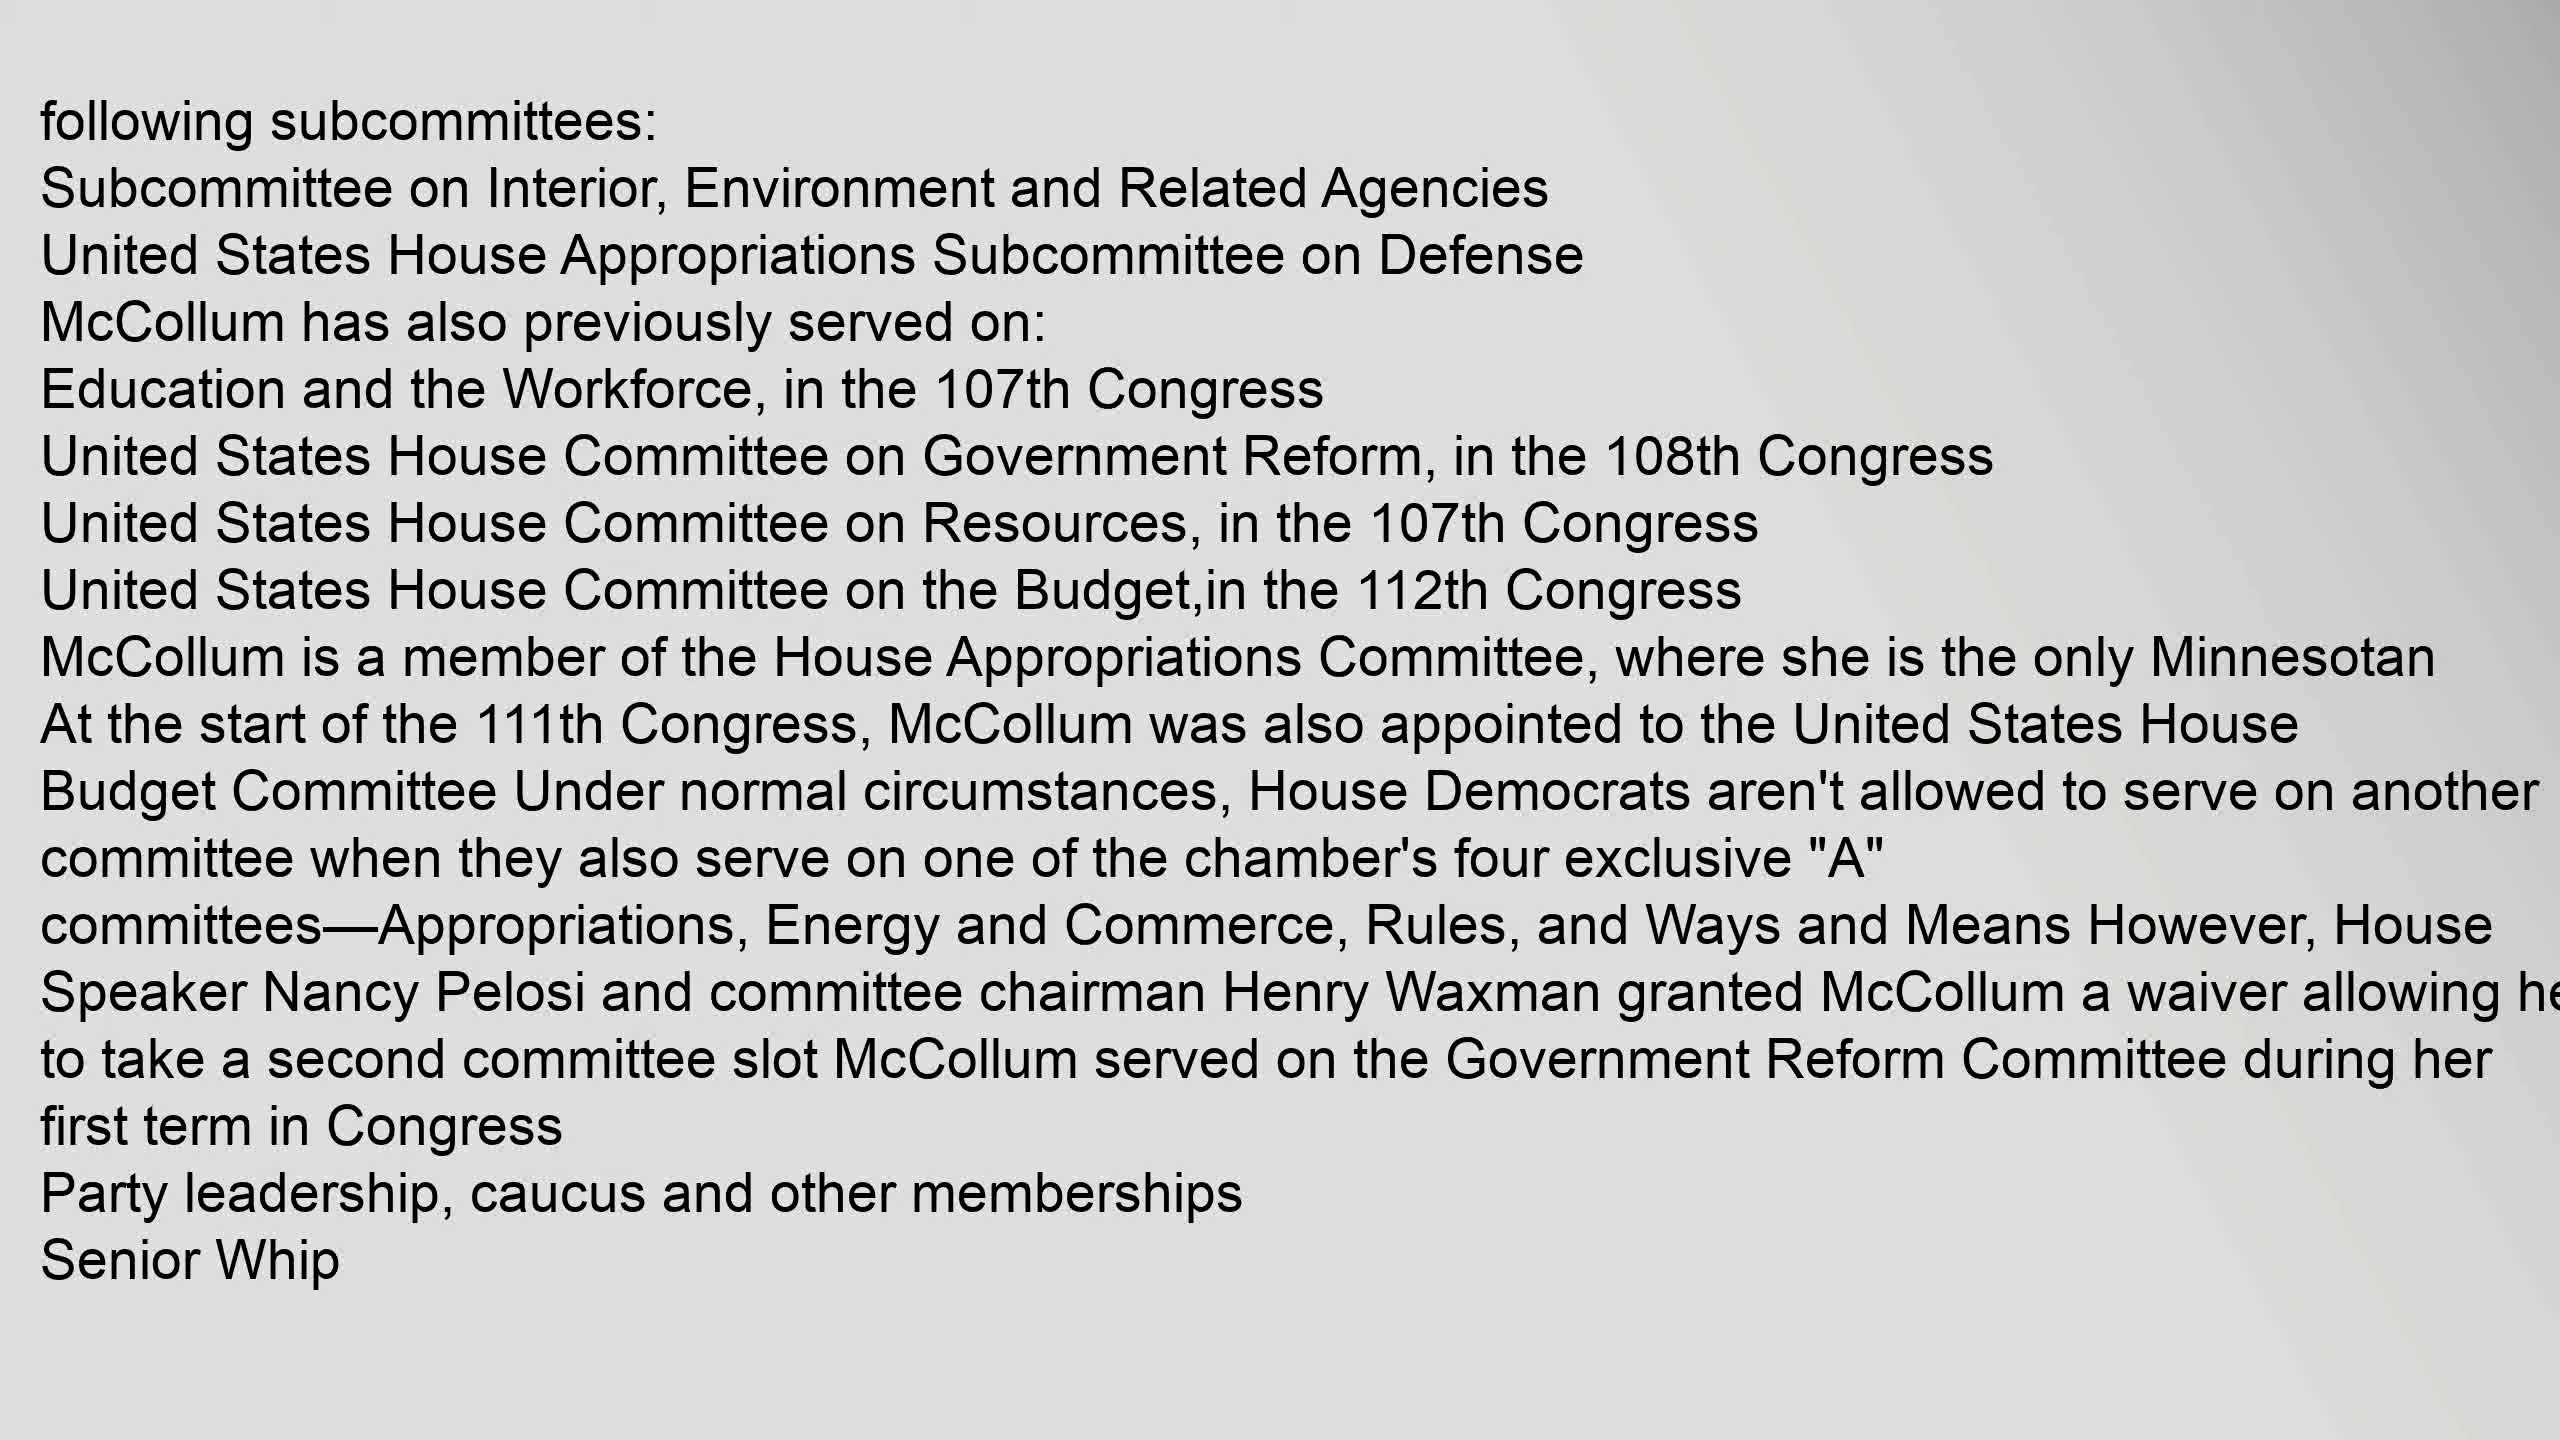 following subcommittees:
Subcommittee on Interior, Environment and Related Agencies
United States House Appropriations Subcommittee on Defense
McCollum has also previously served on:
Education and the Workforce, in the 107th Congress
United States House Committee on Government Reform, in the 108th Congress
United States House Committee on Resources, in the 107th Congress
United States House Committee on the Budget,in the 112th Congress
McCollum is a member of the House Appropriations Committee, where she is the only Minnesotan
At the start of the 111th Congress, McCollum was also appointed to the United States House
Budget Committee Under normal circumstances, House Democrats aren't allowed to serve on another
committee when they also serve on one of the chamber's four exclusive "A"
committees—Appropriations, Energy and Commerce, Rules, and Ways and Means However, House
Speaker Nancy Pelosi and committee chairman Henry Waxman granted McCollum a waiver allowing
to take a second committee slot McCollum served on the Government Reform Committee during her
first term in Congress
Party leadership, caucus and other memberships
Senior Whip